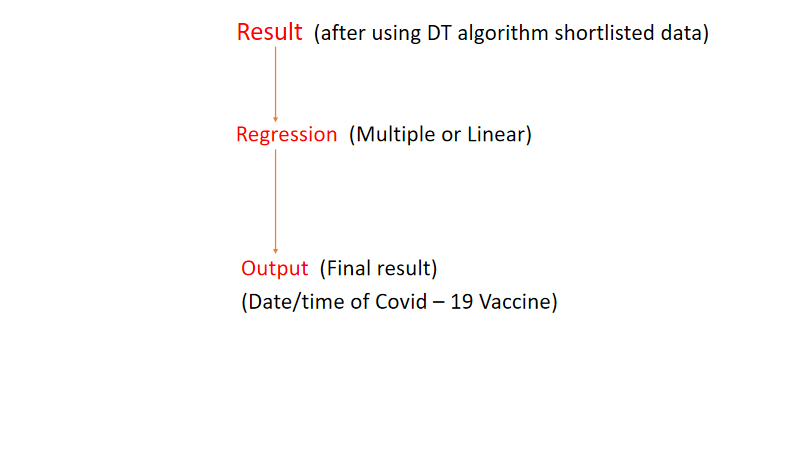 Result (after using DT algorithm shortlisted data)
Regression (Multiple or Linear)
Output (Final result)
(Date/time of Covid – 19 Vaccine)